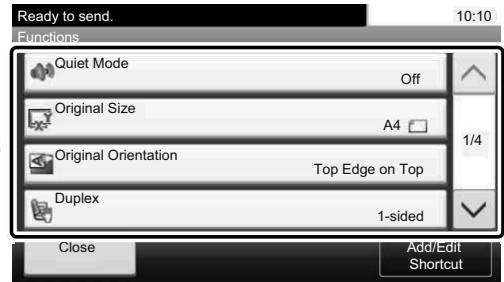 Ready to send.
10:10
Functions
Quiet Mode
Off
Original Size
A4
1/4
Original Orientation
Top Edge on Top
Duplex
1-sided
Close
Add/Edit
Shortcut